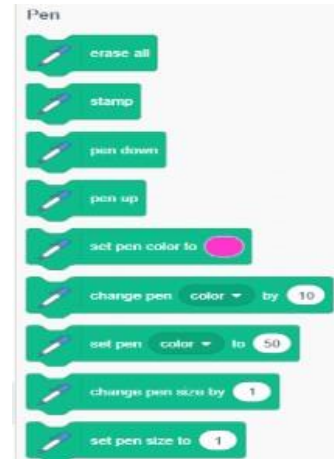 Pen
erase all
stamp
pen down
pen up
set pen color to
change pen color by 10
set pen color to 50
change pen size by 1
set pen size to 1